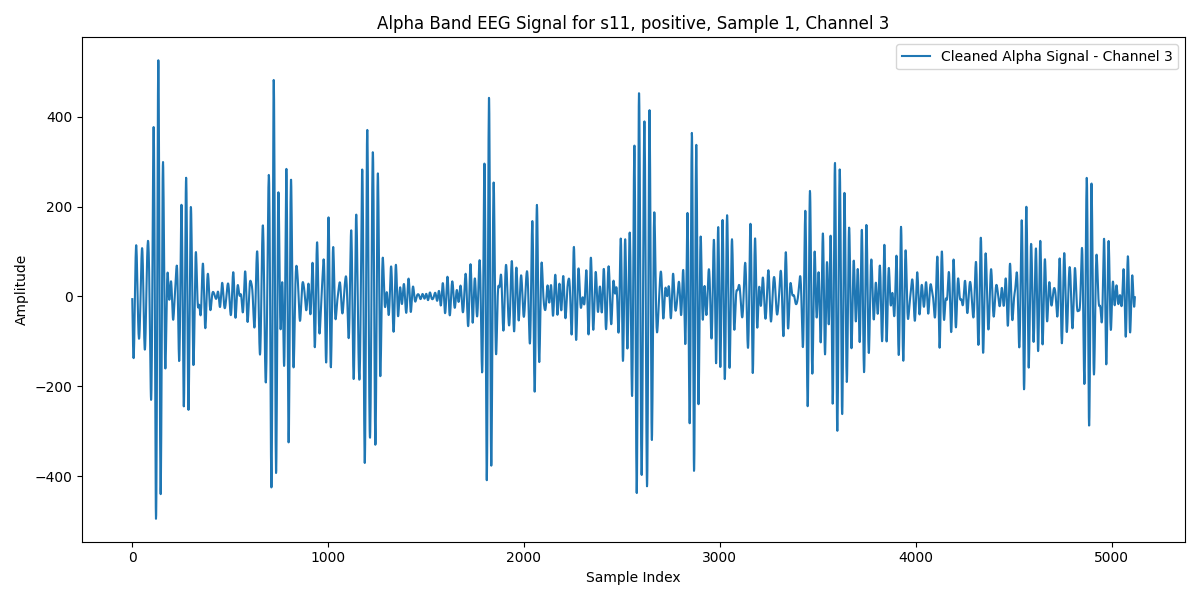 Alpha Band EEG Signal for s11, positive, Sample 1, Channel 3
Cleaned Alpha Signal - Channel 3
Amplitude
400
200
0
−200
−400
0 1000 2000 3000 4000 5000
Sample Index